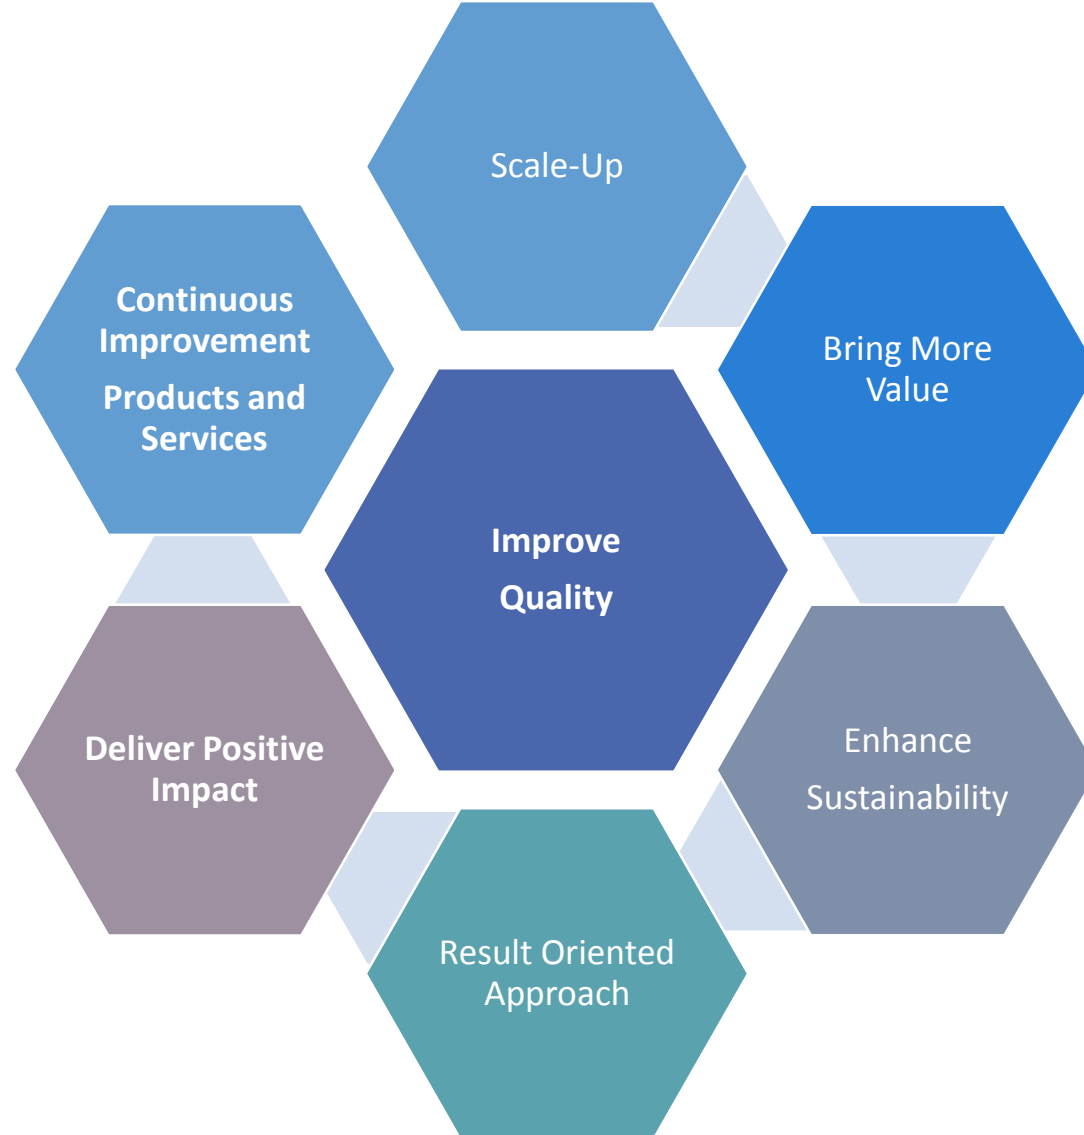 Scale-Up
Continuous
Improvement
Products and
Services
Bring More
Value
Improve
Quality
Deliver Positive
Impact
Enhance
Sustainability
Result Oriented
Approach